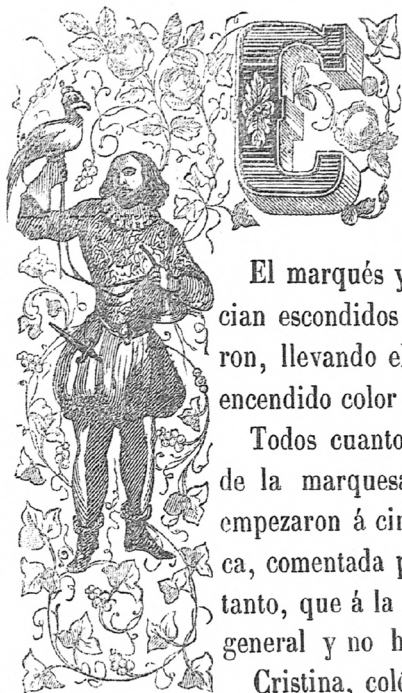 C
El marqués y
cian escondidos
ron, llevando el
encendido color
Todos cuanto
de la marquesa
empezaron á cir
ca, comentada p
tanto, que á la
general y no h
Cristina, coló